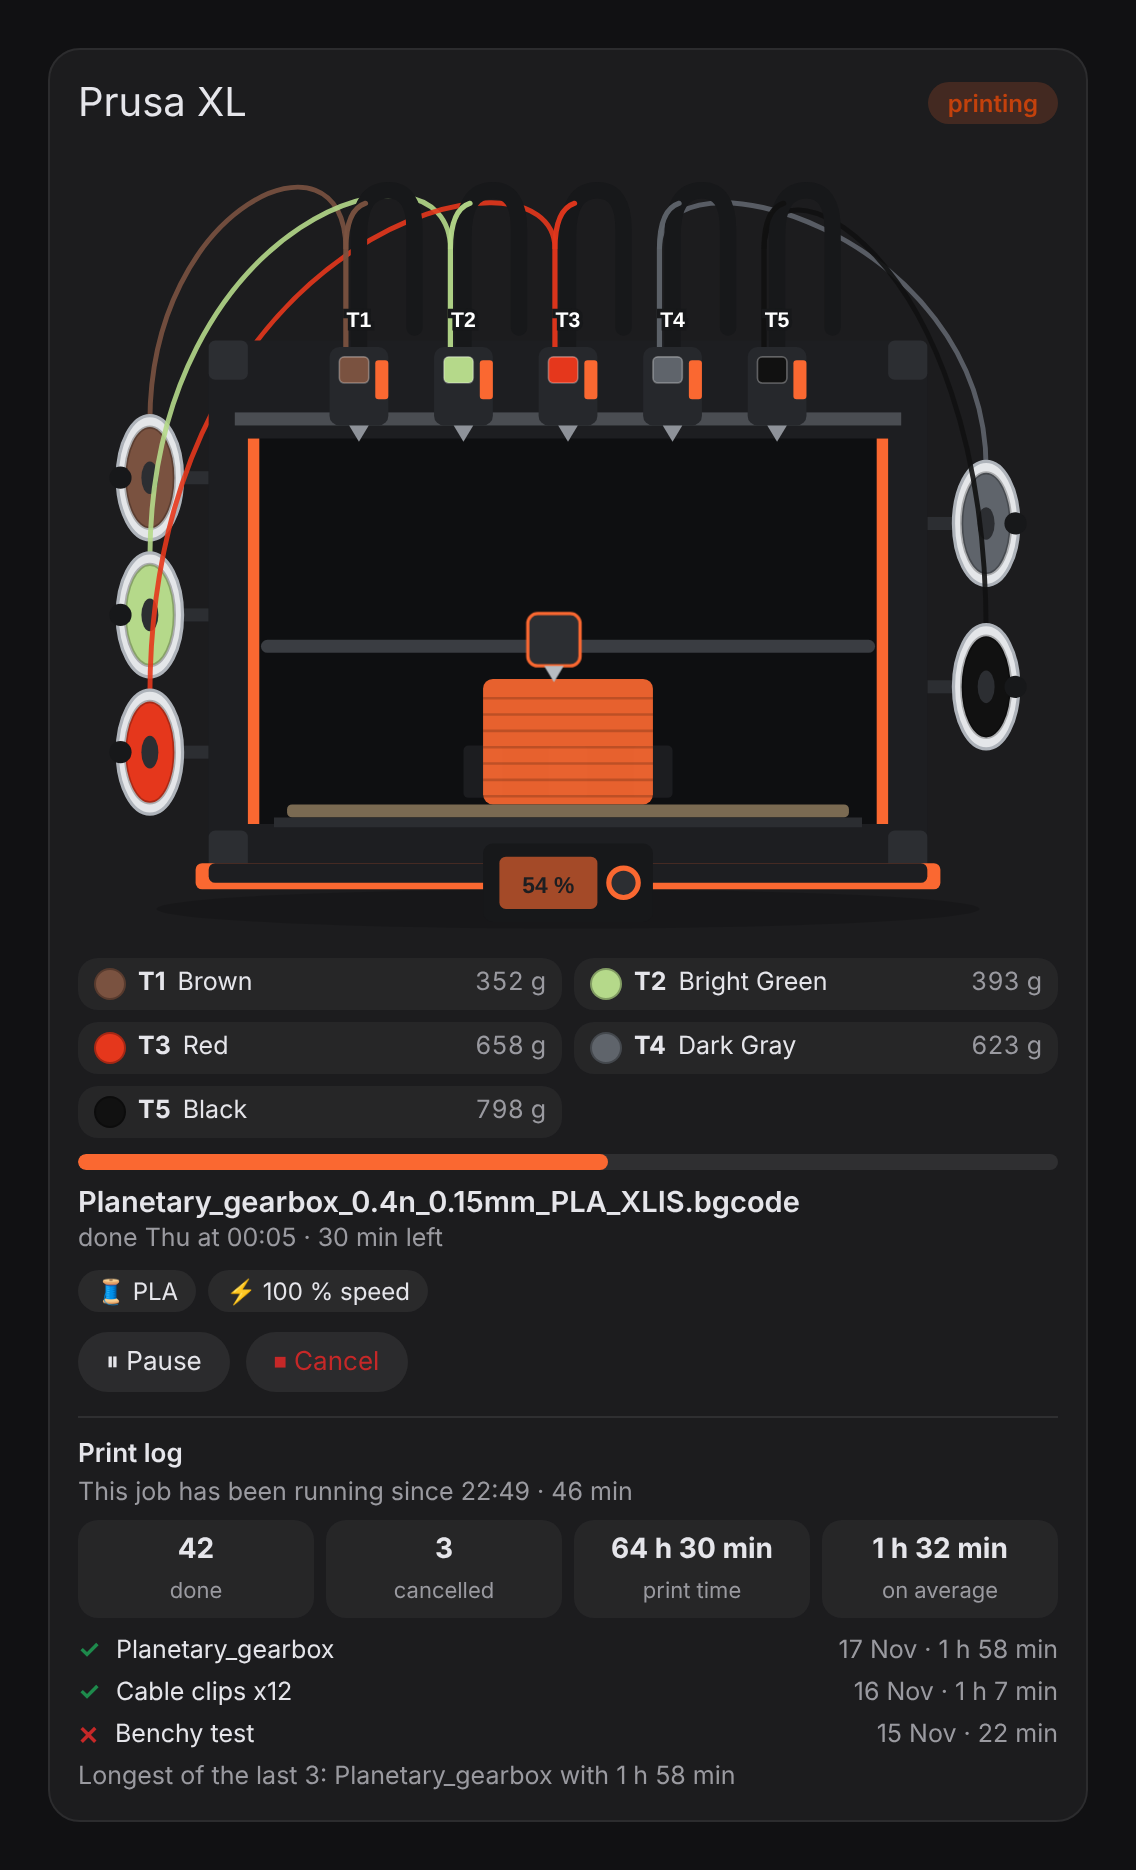 Prusa XL
printing
T1 T2 T3 T4 T5
54 %
T1 Brown 352 g
T2 Bright Green 393 g
T3 Red 658 g
T4 Dark Gray 623 g
T5 Black 798 g
Planetary_gearbox_0.4n_0.15mm_PLA_XLIS.bgcode
done Thu at 00:05 · 30 min left
🧵 PLA ⚡ 100 % speed
Pause Cancel
Print log
This job has been running since 22:49 · 46 min
42 3 64 h 30 min 1 h 32 min
done cancelled print time on average
Planetary_gearbox 17 Nov · 1 h 58 min
Cable clips x12 16 Nov · 1 h 7 min
Benchy test 15 Nov · 22 min
Longest of the last 3: Planetary_gearbox with 1 h 58 min